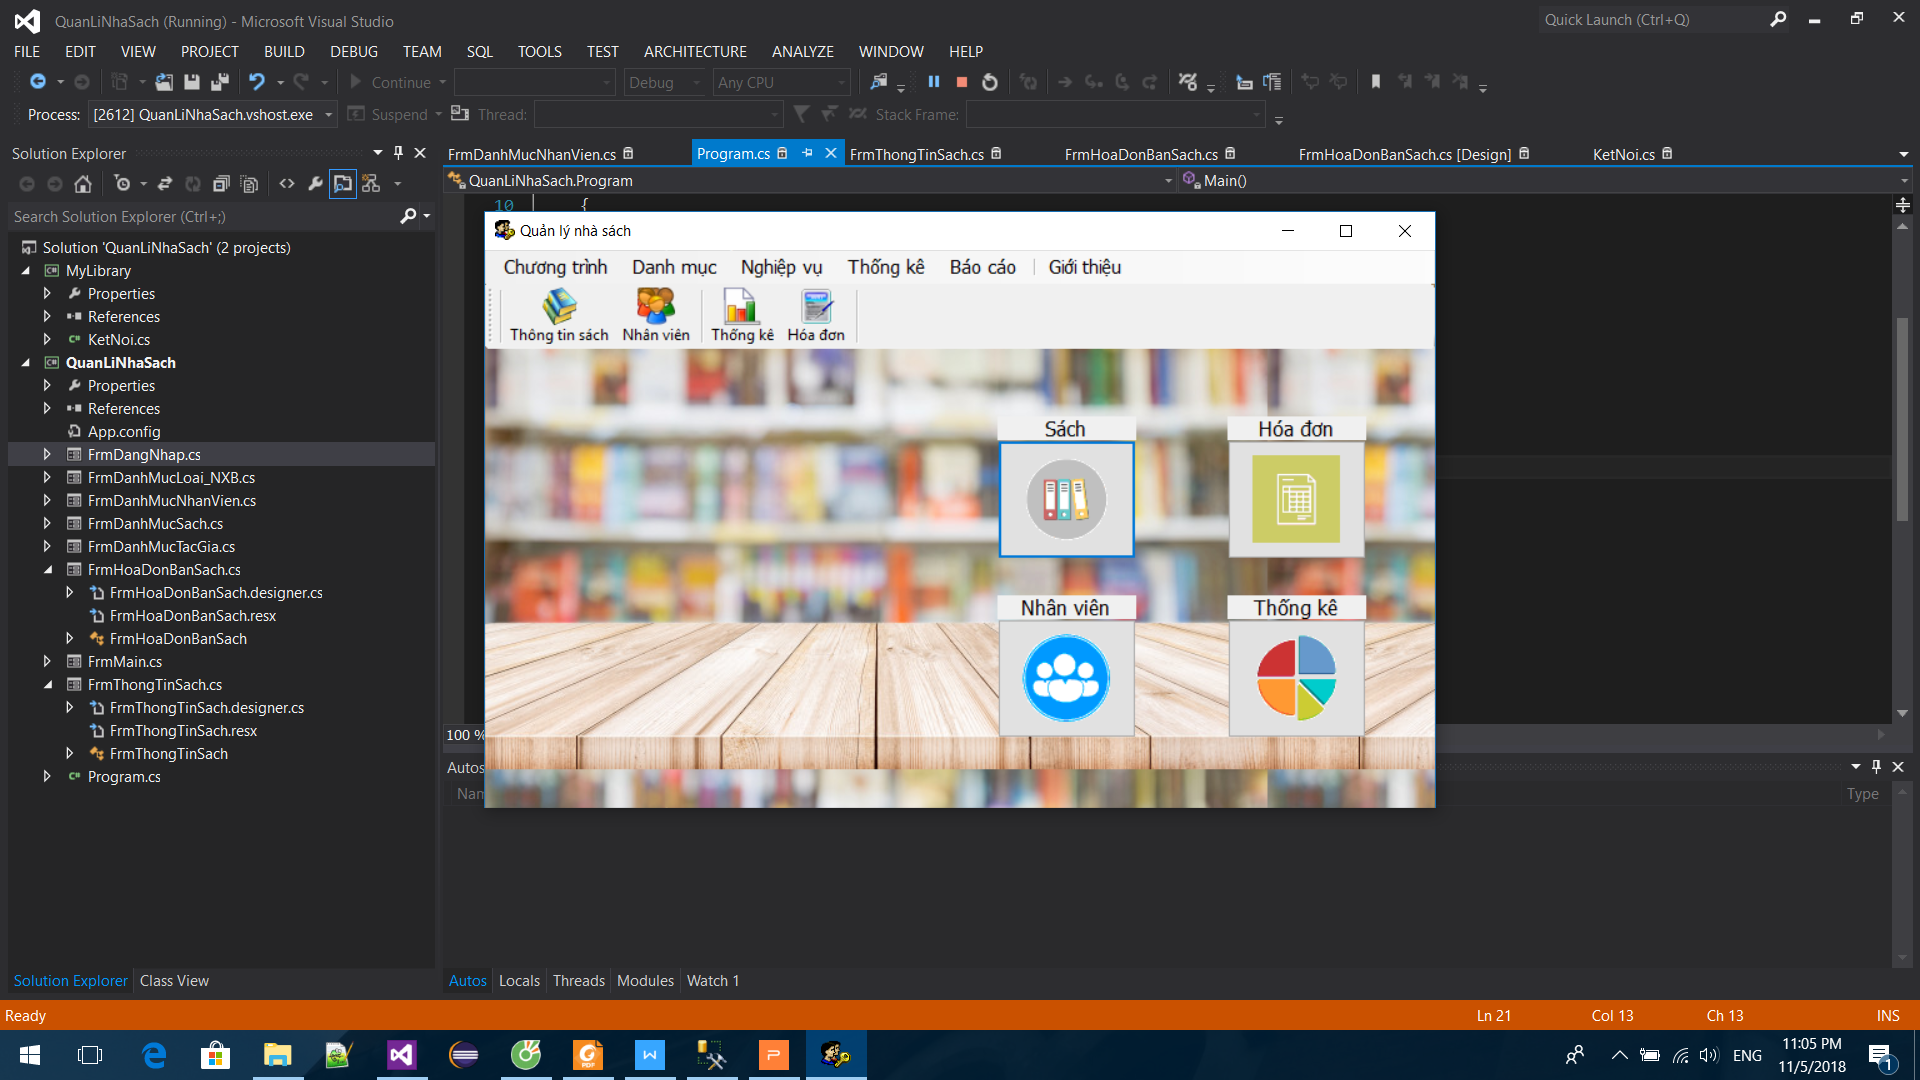 QuanLiNhaSach (Running) - Microsoft Visual Studio
Quick Launch (Ctrl+Q)
FILE EDIT VIEW PROJECT BUILD DEBUG TEAM SQL TOOLS TEST ARCHITECTURE ANALYZE WINDOW HELP
Continue Debug Any CPU
Process: [2612] QuanLiNhaSach.vshost.exe Suspend Thread: Stack Frame:
Solution Explorer
FrmDanhMucNhanVien.cs Program.cs FrmThongTinSach.cs FrmHoaDonBanSach.cs FrmHoaDonBanSach.cs [Design] KetNoi.cs
QuanLiNhaSach.Program Main()
Search Solution Explorer (Ctrl+;)
10 {
Solution 'QuanLiNhaSach' (2 projects)
MyLibrary
Properties
References
KetNoi.cs
QuanLiNhaSach
Properties
References
App.config
FrmDangNhap.cs
FrmDanhMucLoai_NXB.cs
FrmDanhMucNhanVien.cs
FrmDanhMucSach.cs
FrmDanhMucTacGia.cs
FrmHoaDonBanSach.cs
FrmHoaDonBanSach.designer.cs
FrmHoaDonBanSach.resx
FrmHoaDonBanSach
FrmMain.cs
FrmThongTinSach.cs
FrmThongTinSach.designer.cs
FrmThongTinSach.resx
FrmThongTinSach
Program.cs
Quản lý nhà sách
Chương trình Danh mục Nghiệp vụ Thống kê Báo cáo Giới thiệu
Thông tin sách Nhân viên Thống kê Hóa đơn
Sách Hóa đơn
Nhân viên Thống kê
100 %
Autos
Type
Solution Explorer Class View
Autos Locals Threads Modules Watch 1
Ready Ln 21 Col 13 Ch 13 INS
ENG
11:05 PM
11/5/2018
1